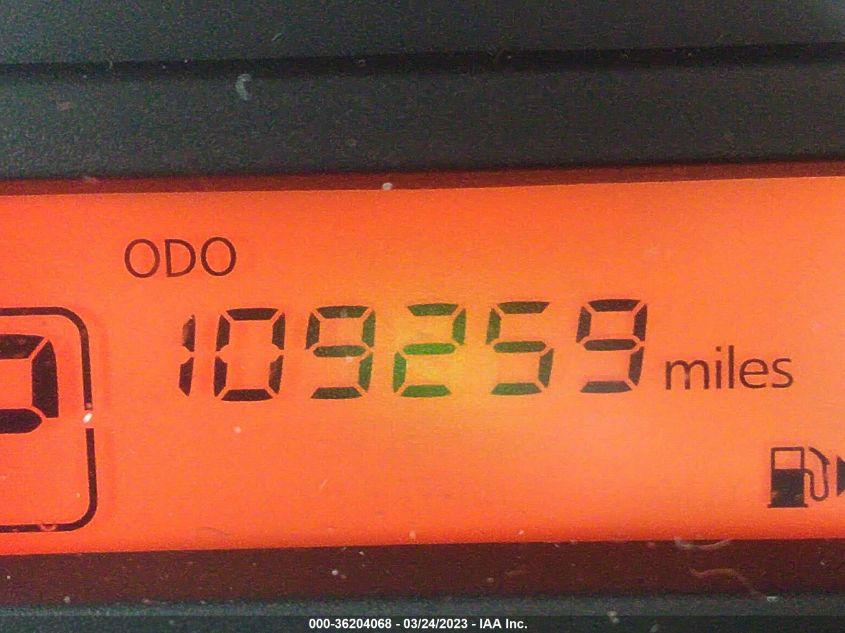 ODO
109259 miles
000-36204068 - 03/24/2023 - IAA Inc.